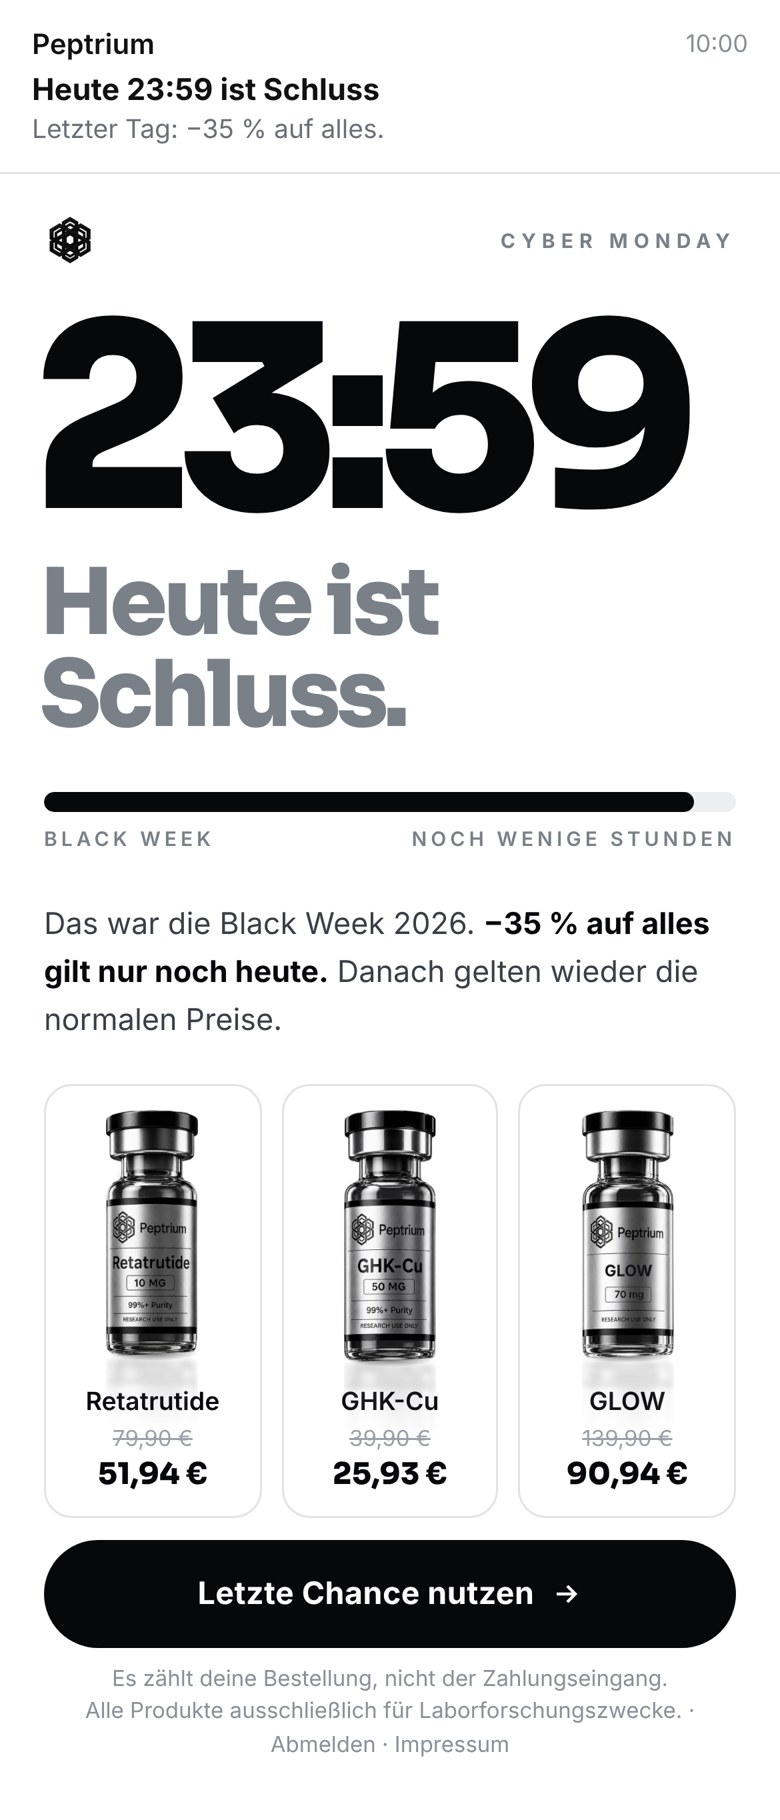 Peptrium 10:00
Heute 23:59 ist Schluss
Letzter Tag: −35 % auf alles.
CYBER MONDAY
23:59
Heute ist
Schluss.
BLACK WEEK NOCH WENIGE STUNDEN
Das war die Black Week 2026. −35 % auf alles
gilt nur noch heute. Danach gelten wieder die
normalen Preise.
Peptrium
Retatrutide
10 MG
99%+ Purity
RESEARCH USE ONLY
Retatrutide
79,90 €
51,94 €
Peptrium
GHK-Cu
50 MG
99%+ Purity
RESEARCH USE ONLY
GHK-Cu
39,90 €
25,93 €
Peptrium
GLOW
70 mg
RESEARCH USE ONLY
GLOW
139,90 €
90,94 €
Letzte Chance nutzen →
Es zählt deine Bestellung, nicht der Zahlungseingang.
Alle Produkte ausschließlich für Laborforschungszwecke. ·
Abmelden · Impressum